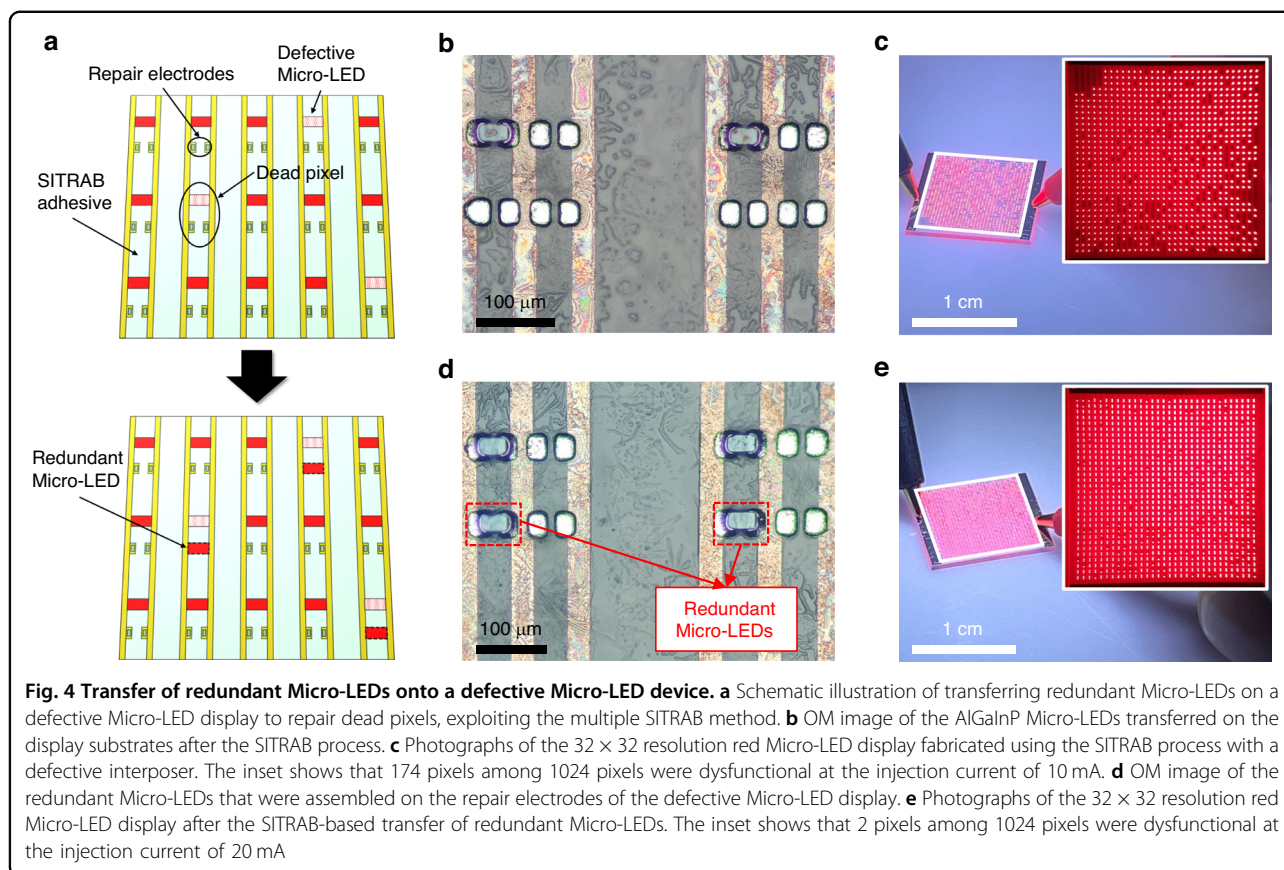 a
Defective
Micro-LED
Repair electrodes
Dead pixel
SITRAB
adhesive
Redundant
Micro-LED
b
100 μm
c
1 cm
d
100 μm
Redundant
Micro-LEDs
e
1 cm
Fig. 4 Transfer of redundant Micro-LEDs onto a defective Micro-LED device. a Schematic illustration of transferring redundant Micro-LEDs on a
defective Micro-LED display to repair dead pixels, exploiting the multiple SITRAB method. b OM image of the AlGaInP Micro-LEDs transferred on the
display substrates after the SITRAB process. c Photographs of the 32 × 32 resolution red Micro-LED display fabricated using the SITRAB process with a
defective interposer. The inset shows that 174 pixels among 1024 pixels were dysfunctional at the injection current of 10 mA. d OM image of the
redundant Micro-LEDs that were assembled on the repair electrodes of the defective Micro-LED display. e Photographs of the 32 × 32 resolution red
Micro-LED display after the SITRAB-based transfer of redundant Micro-LEDs. The inset shows that 2 pixels among 1024 pixels were dysfunctional at
the injection current of 20 mA